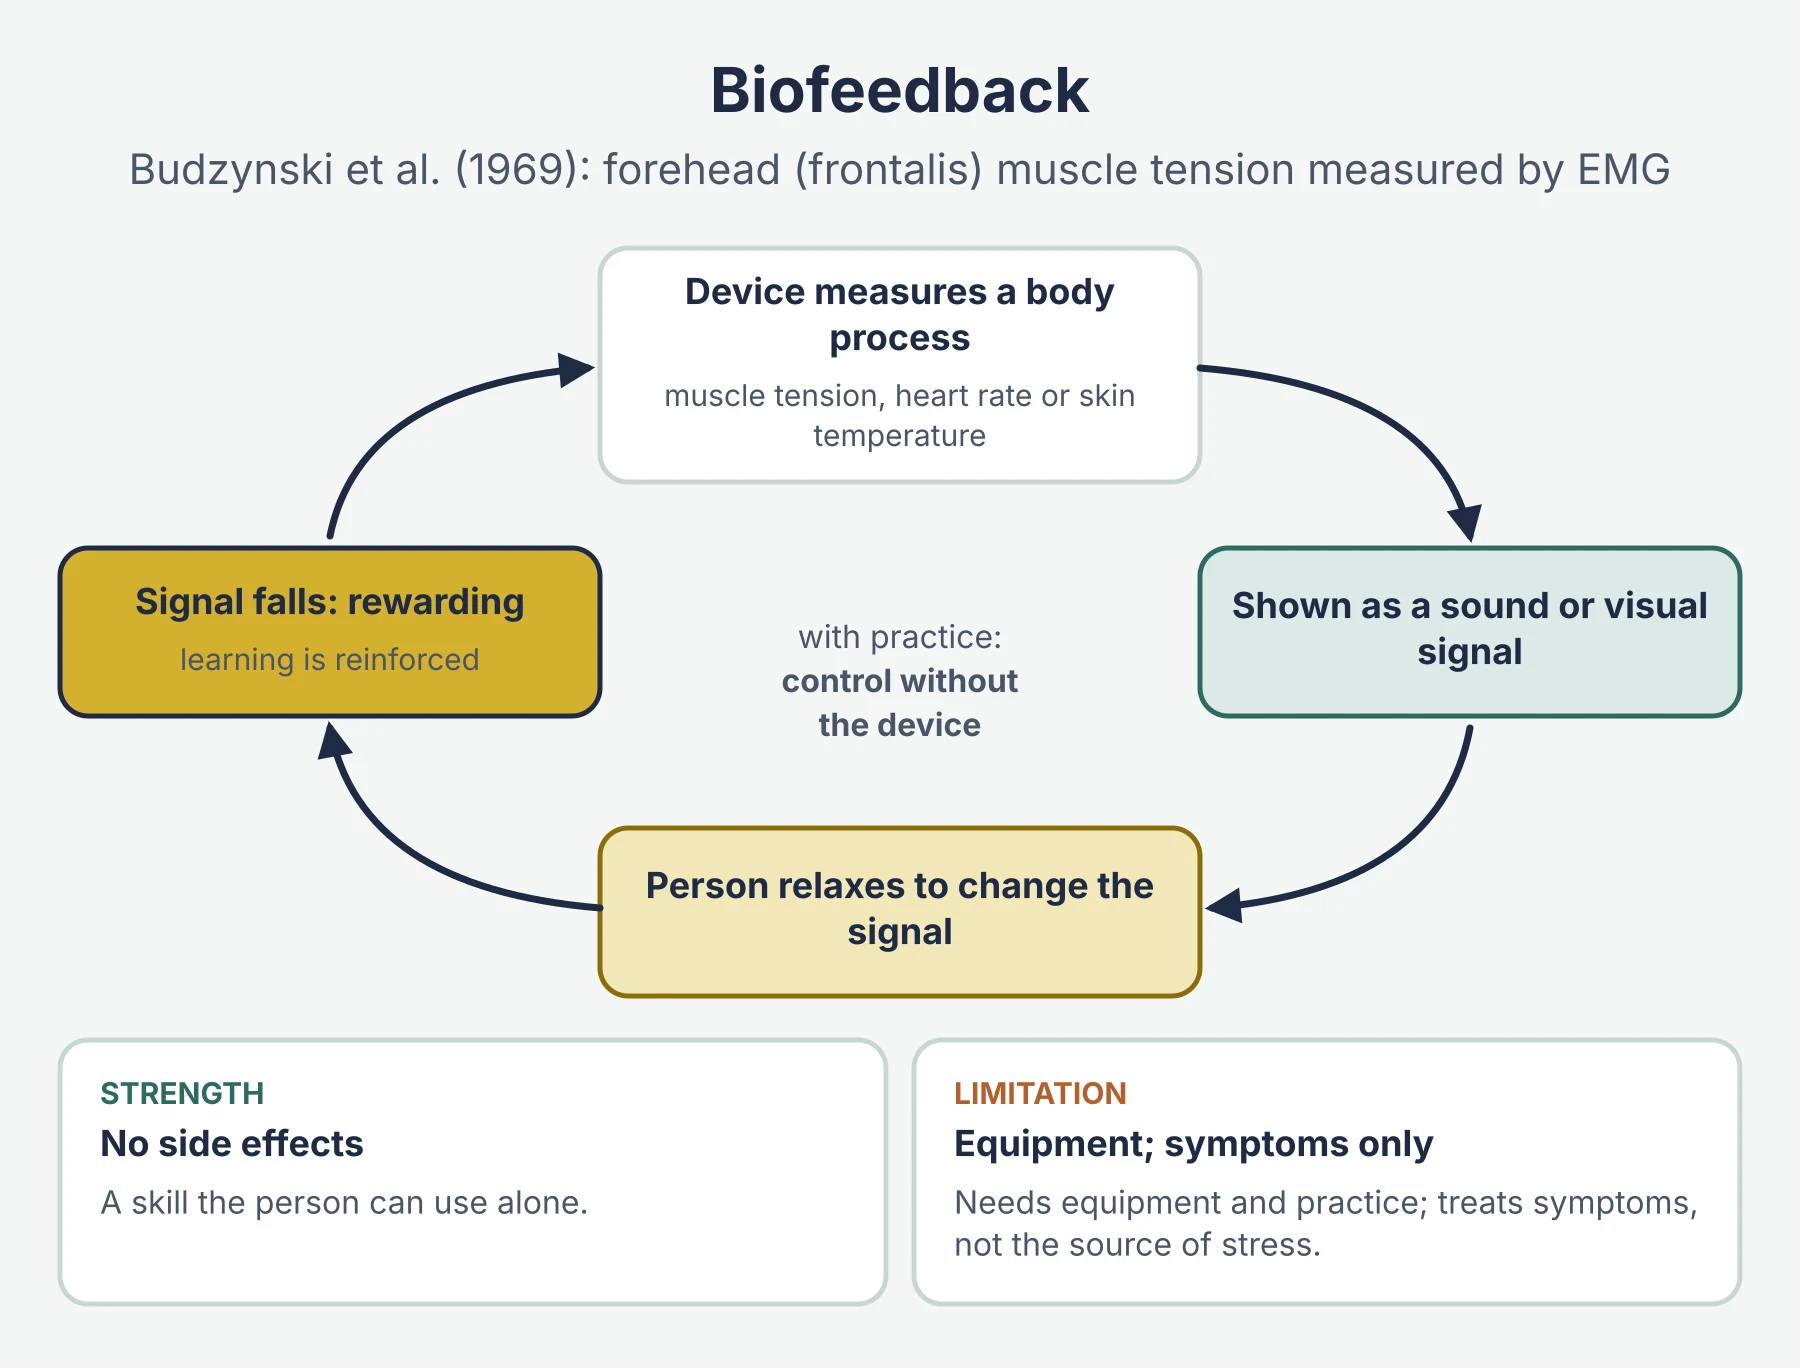 Biofeedback
Budzynski et al. (1969): forehead (frontalis) muscle tension measured by EMG
Device measures a body
process
muscle tension, heart rate or skin
temperature
Signal falls: rewarding
learning is reinforced
with practice:
control without
the device
Shown as a sound or visual
signal
Person relaxes to change the
signal
STRENGTH
No side effects
A skill the person can use alone.
LIMITATION
Equipment; symptoms only
Needs equipment and practice; treats symptoms,
not the source of stress.